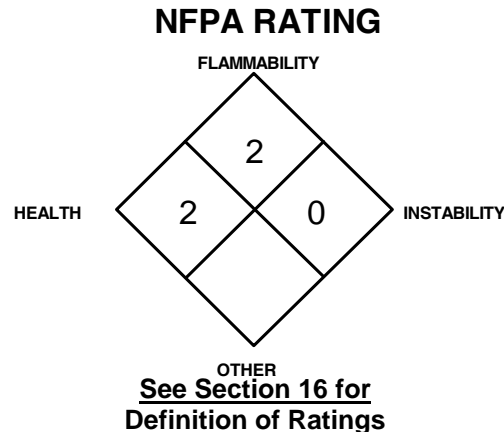 NFPA RATING
FLAMMABILITY
2
HEALTH 2 0 INSTABILITY
OTHER
See Section 16 for
Definition of Ratings